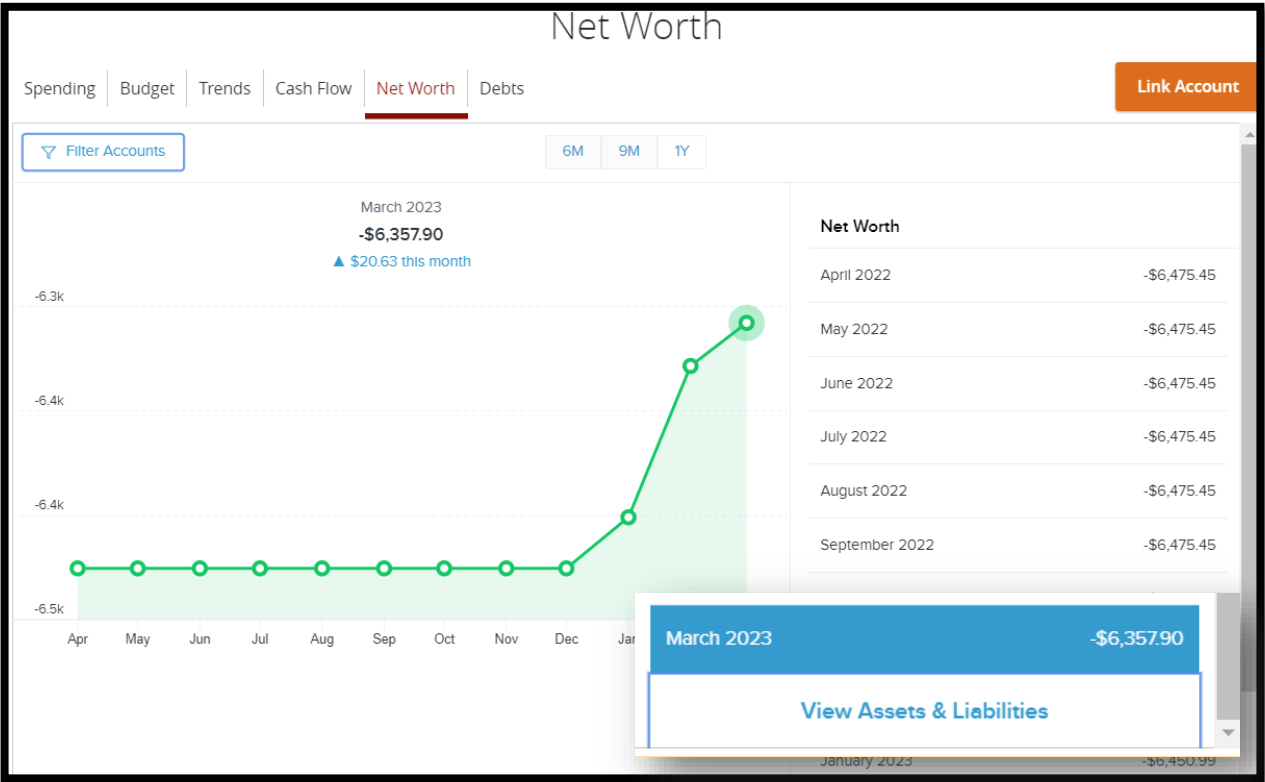 Net Worth
Spending Budget Trends Cash Flow Net Worth Debts
Link Account
Filter Accounts
6M 9M 1Y
March 2023
-$6,357.90
▲ $20.63 this month
-6.3k
-6.4k
-6.4k
-6.5k
Apr May Jun Jul Aug Sep Oct Nov Dec
Net Worth
April 2022 -$6,475.45
May 2022 -$6,475.45
June 2022 -$6,475.45
July 2022 -$6,475.45
August 2022 -$6,475.45
September 2022 -$6,475.45
March 2023 -$6,357.90
View Assets & Liabilities
January 2023 -$6,450.99